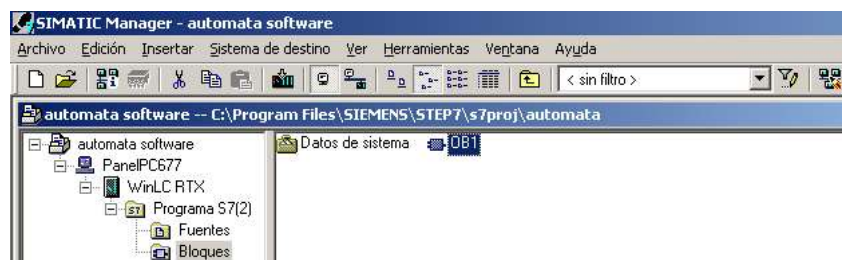 SIMATIC Manager - automata software
Archivo Edición Insertar Sistema de destino Ver Herramientas Ventana Ayuda
< sin filtro >
automata software -- C:\Program Files\SIEMENS\STEP7\s7proj\automata
automata software
Datos de sistema OB1
PanelPC677
WinLC RTX
Programa S7(2)
Fuentes
Bloques